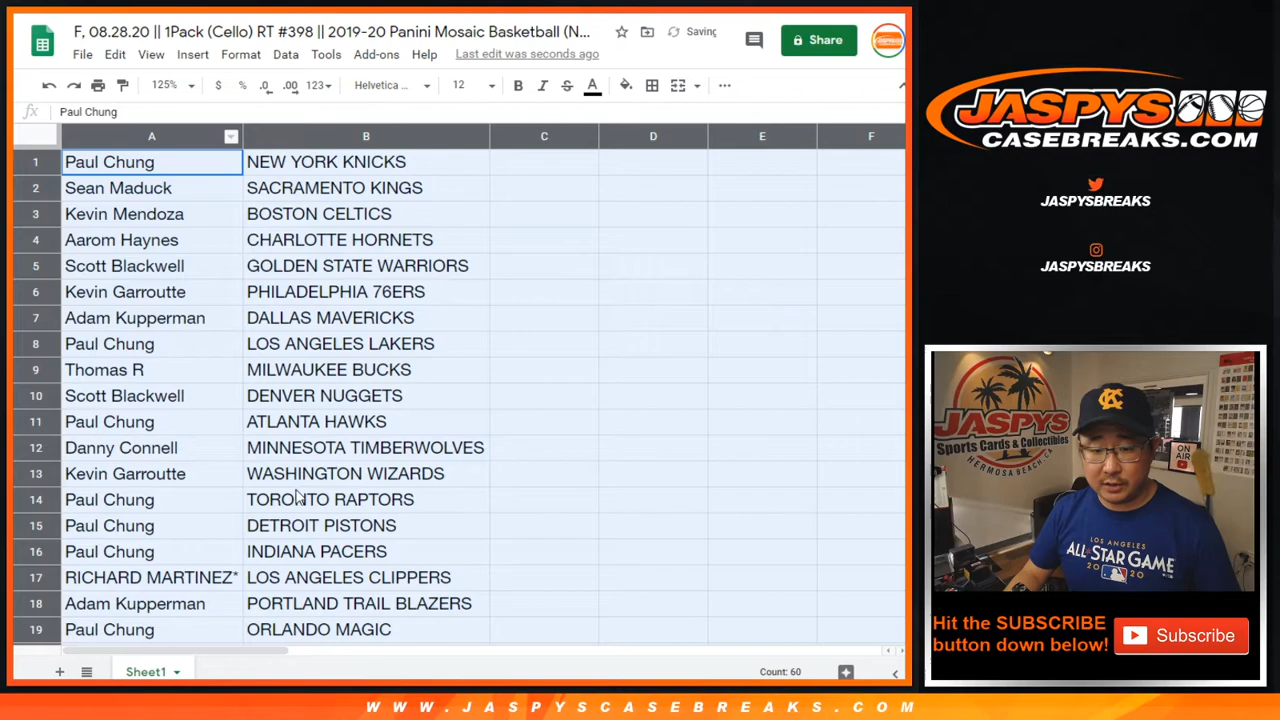 F, 08.28.20 || 1Pack (Cello) RT #398 || 2019-20 Panini Mosaic Basketball (N...
Saving
File Edit View Insert Format Data Tools Add-ons Help Last edit was seconds ago
Share
125% $ % .0 .00 123 Helvetica ... 12 B I S A
fx Paul Chung
A B C D E F
1 Paul Chung NEW YORK KNICKS
2 Sean Maduck SACRAMENTO KINGS
3 Kevin Mendoza BOSTON CELTICS
4 Aarom Haynes CHARLOTTE HORNETS
5 Scott Blackwell GOLDEN STATE WARRIORS
6 Kevin Garroutte PHILADELPHIA 76ERS
7 Adam Kupperman DALLAS MAVERICKS
8 Paul Chung LOS ANGELES LAKERS
9 Thomas R MILWAUKEE BUCKS
10 Scott Blackwell DENVER NUGGETS
11 Paul Chung ATLANTA HAWKS
12 Danny Connell MINNESOTA TIMBERWOLVES
13 Kevin Garroutte WASHINGTON WIZARDS
14 Paul Chung TORONTO RAPTORS
15 Paul Chung DETROIT PISTONS
16 Paul Chung INDIANA PACERS
17 RICHARD MARTINEZ* LOS ANGELES CLIPPERS
18 Adam Kupperman PORTLAND TRAIL BLAZERS
19 Paul Chung ORLANDO MAGIC
Sheet1
Count: 60
JASPYS
CASEBREAKS.COM
JASPYSBREAKS
JASPYSBREAKS
JASPYS
Sports Cards & Collectibles
HERMOSA BEACH, CA
ON AIR
KC
LOS ANGELES
ALL STAR GAME
2020
Hit the SUBSCRIBE
button down below!
Subscribe
WWW.JASPYSCASEBREAKS.COM